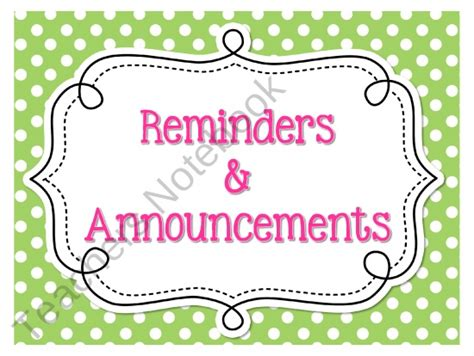 Reminders
&
Announcements
Teachers Notebook